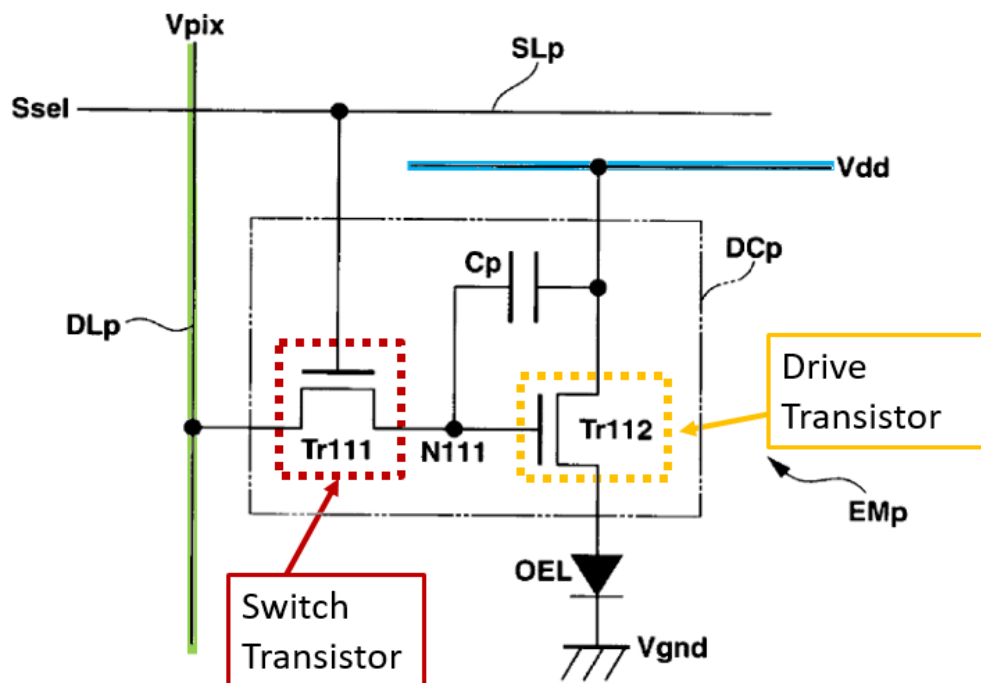 Vpix
SLp
Ssel
Vdd
Cp
DCp
DLp
Drive
Transistor
Tr111
N111
Tr112
EMp
OEL
Switch
Transistor
Vgnd